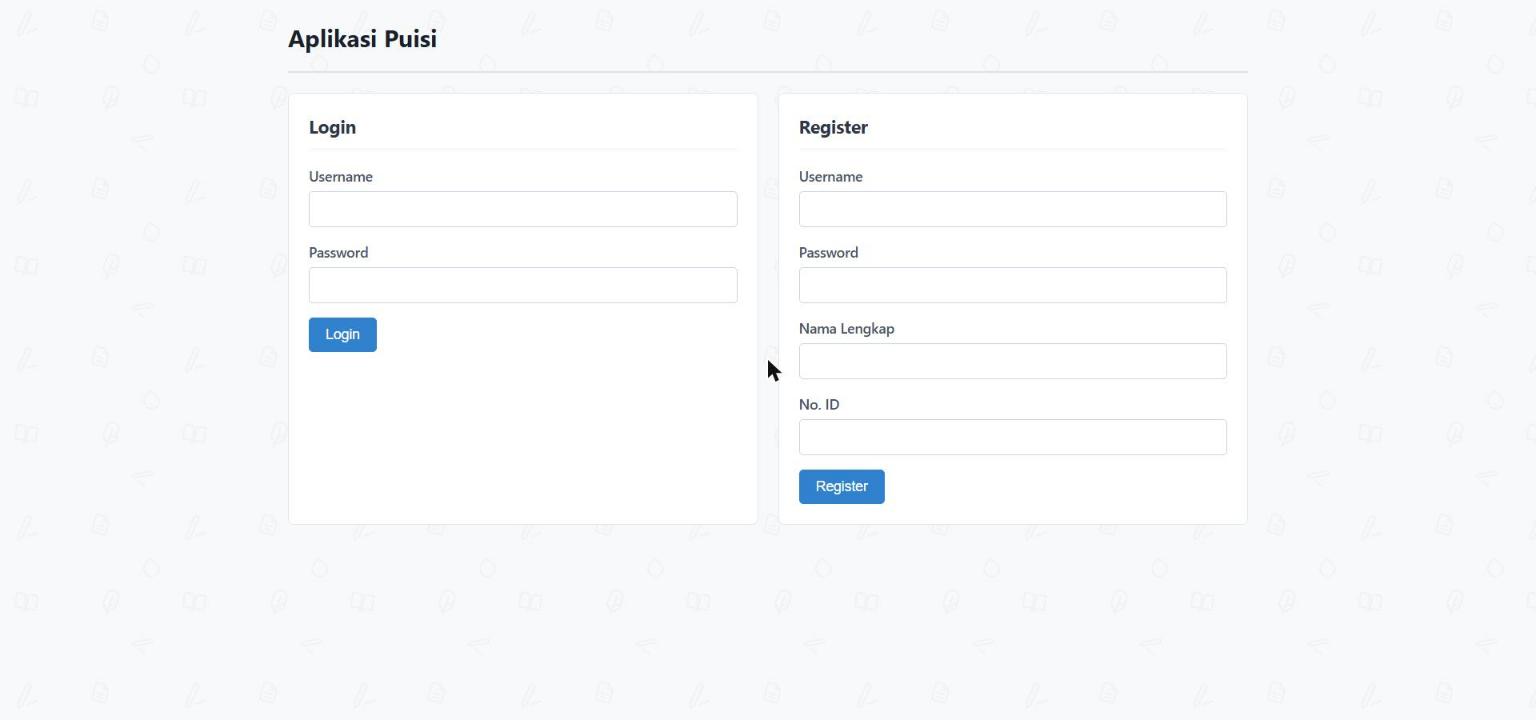 Aplikasi Puisi
Login
Username
Password
Login
Register
Username
Password
Nama Lengkap
No. ID
Register